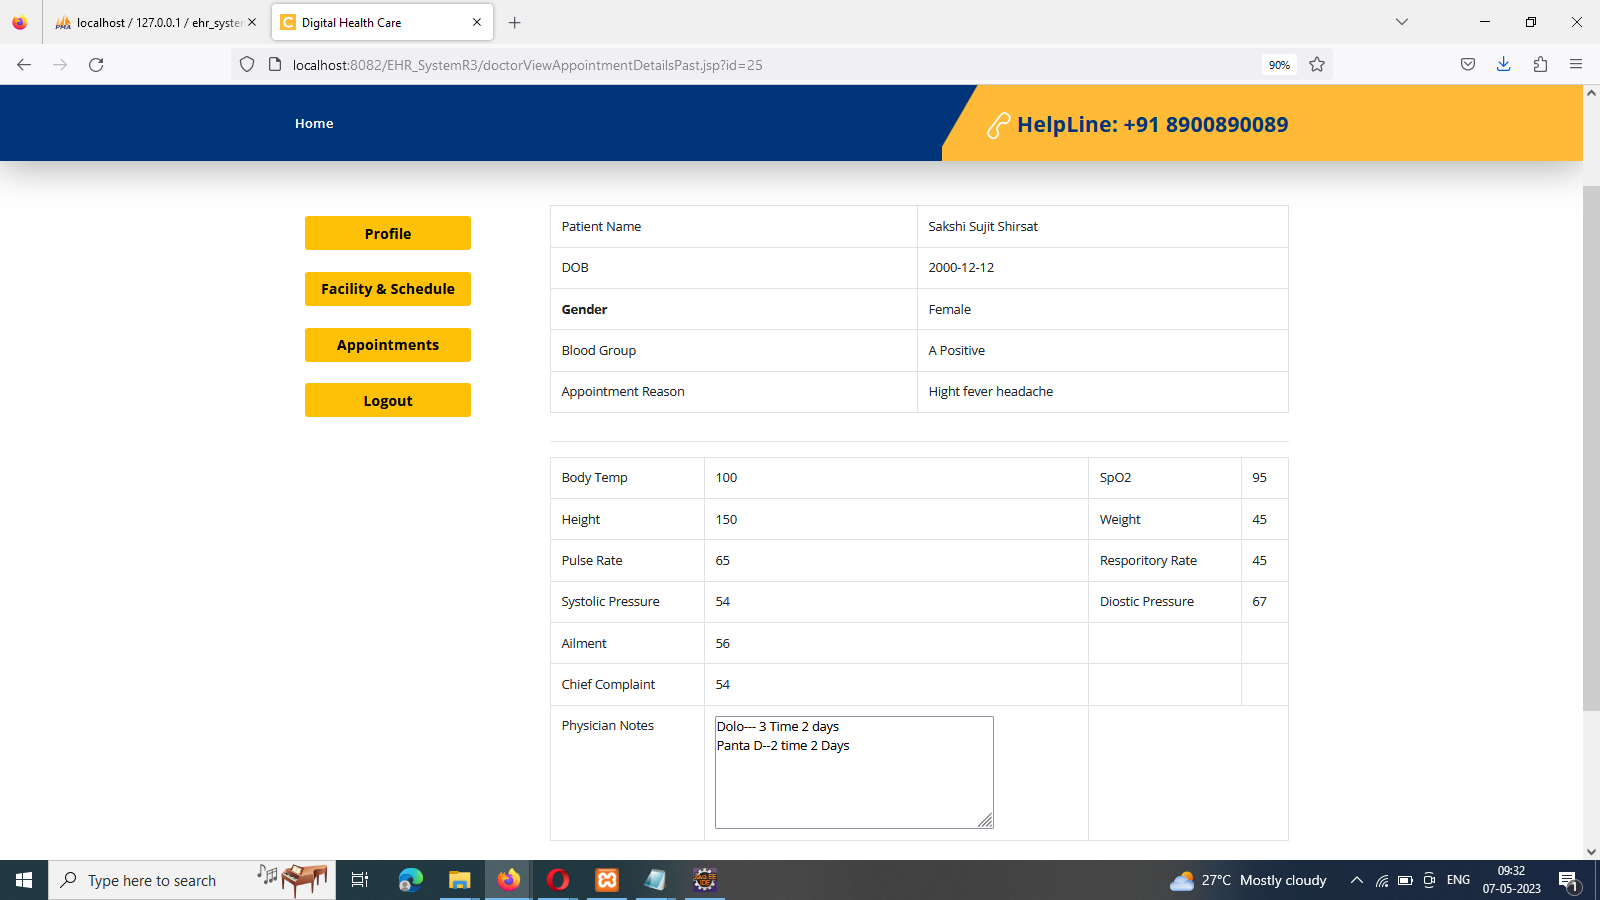 localhost / 127.0.0.1 / ehr_syste
Digital Health Care
localhost:8082/EHR_SystemR3/doctorViewAppointmentDetailsPast.jsp?id=25
90%
Home
HelpLine: +91 8900890089
Profile
Facility & Schedule
Appointments
Logout
Patient Name Sakshi Sujit Shirsat
DOB 2000-12-12
Gender Female
Blood Group A Positive
Appointment Reason Hight fever headache
Body Temp 100 SpO2 95
Height 150 Weight 45
Pulse Rate 65 Resporitory Rate 45
Systolic Pressure 54 Diostic Pressure 67
Ailment 56
Chief Complaint 54
Physician Notes
Dolo--- 3 Time 2 days
Panta D--2 time 2 Days
Type here to search
27°C Mostly cloudy
ENG
09:32
07-05-2023
1